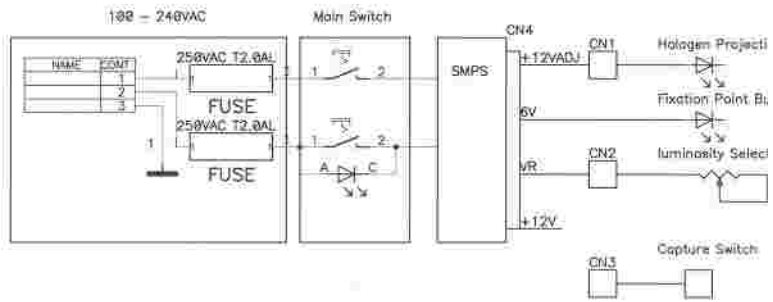 100 - 240VAC
Main Switch
CN4
NAME
CONT
1
2
3
1
250VAC T2.0AL
FUSE
250VAC T2.0AL
FUSE
1
2
1
2
A
C
SMPS
+12VADJ
6V
VR
+12V
CN1
Halogen Projecti
Fixation Point Bu
CN2
luminosity Select
CN3
Capture Switch